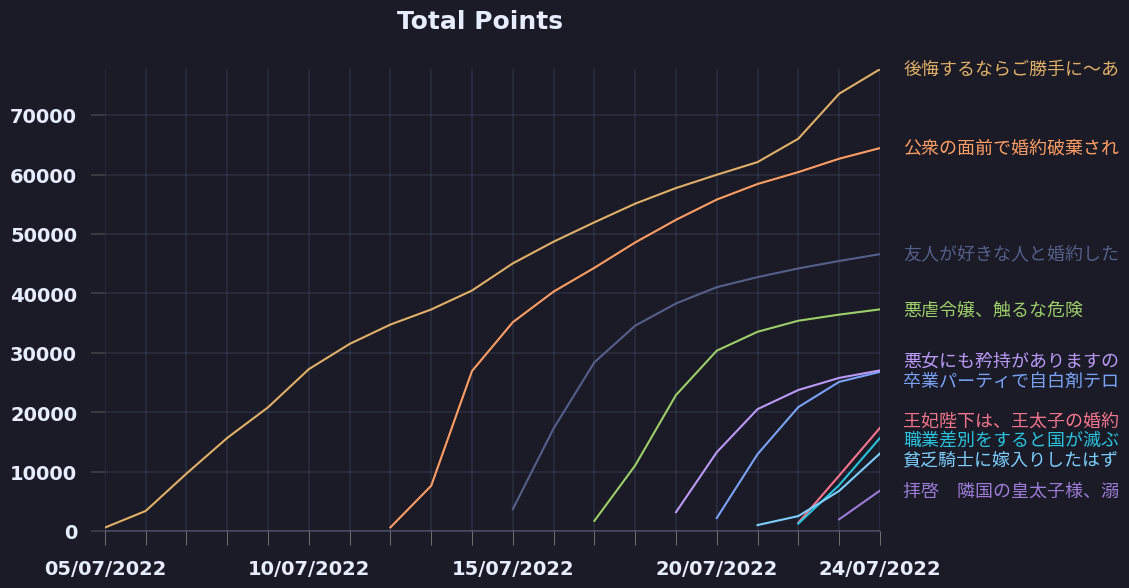 Total Points
70000
60000
50000
40000
30000
20000
10000
0
05/07/2022
10/07/2022
15/07/2022
20/07/2022
24/07/2022
後悔するならご勝手に〜あ
公衆の面前で婚約破棄され
友人が好きな人と婚約した
悪虐令嬢、触るな危険
悪女にも矜持がありますの
卒業パーティで自白剤テロ
王妃陛下は、王太子の婚約
職業差別をすると国が滅ぶ
貧乏騎士に嫁入りしたはず
拝啓　隣国の皇太子様、溺